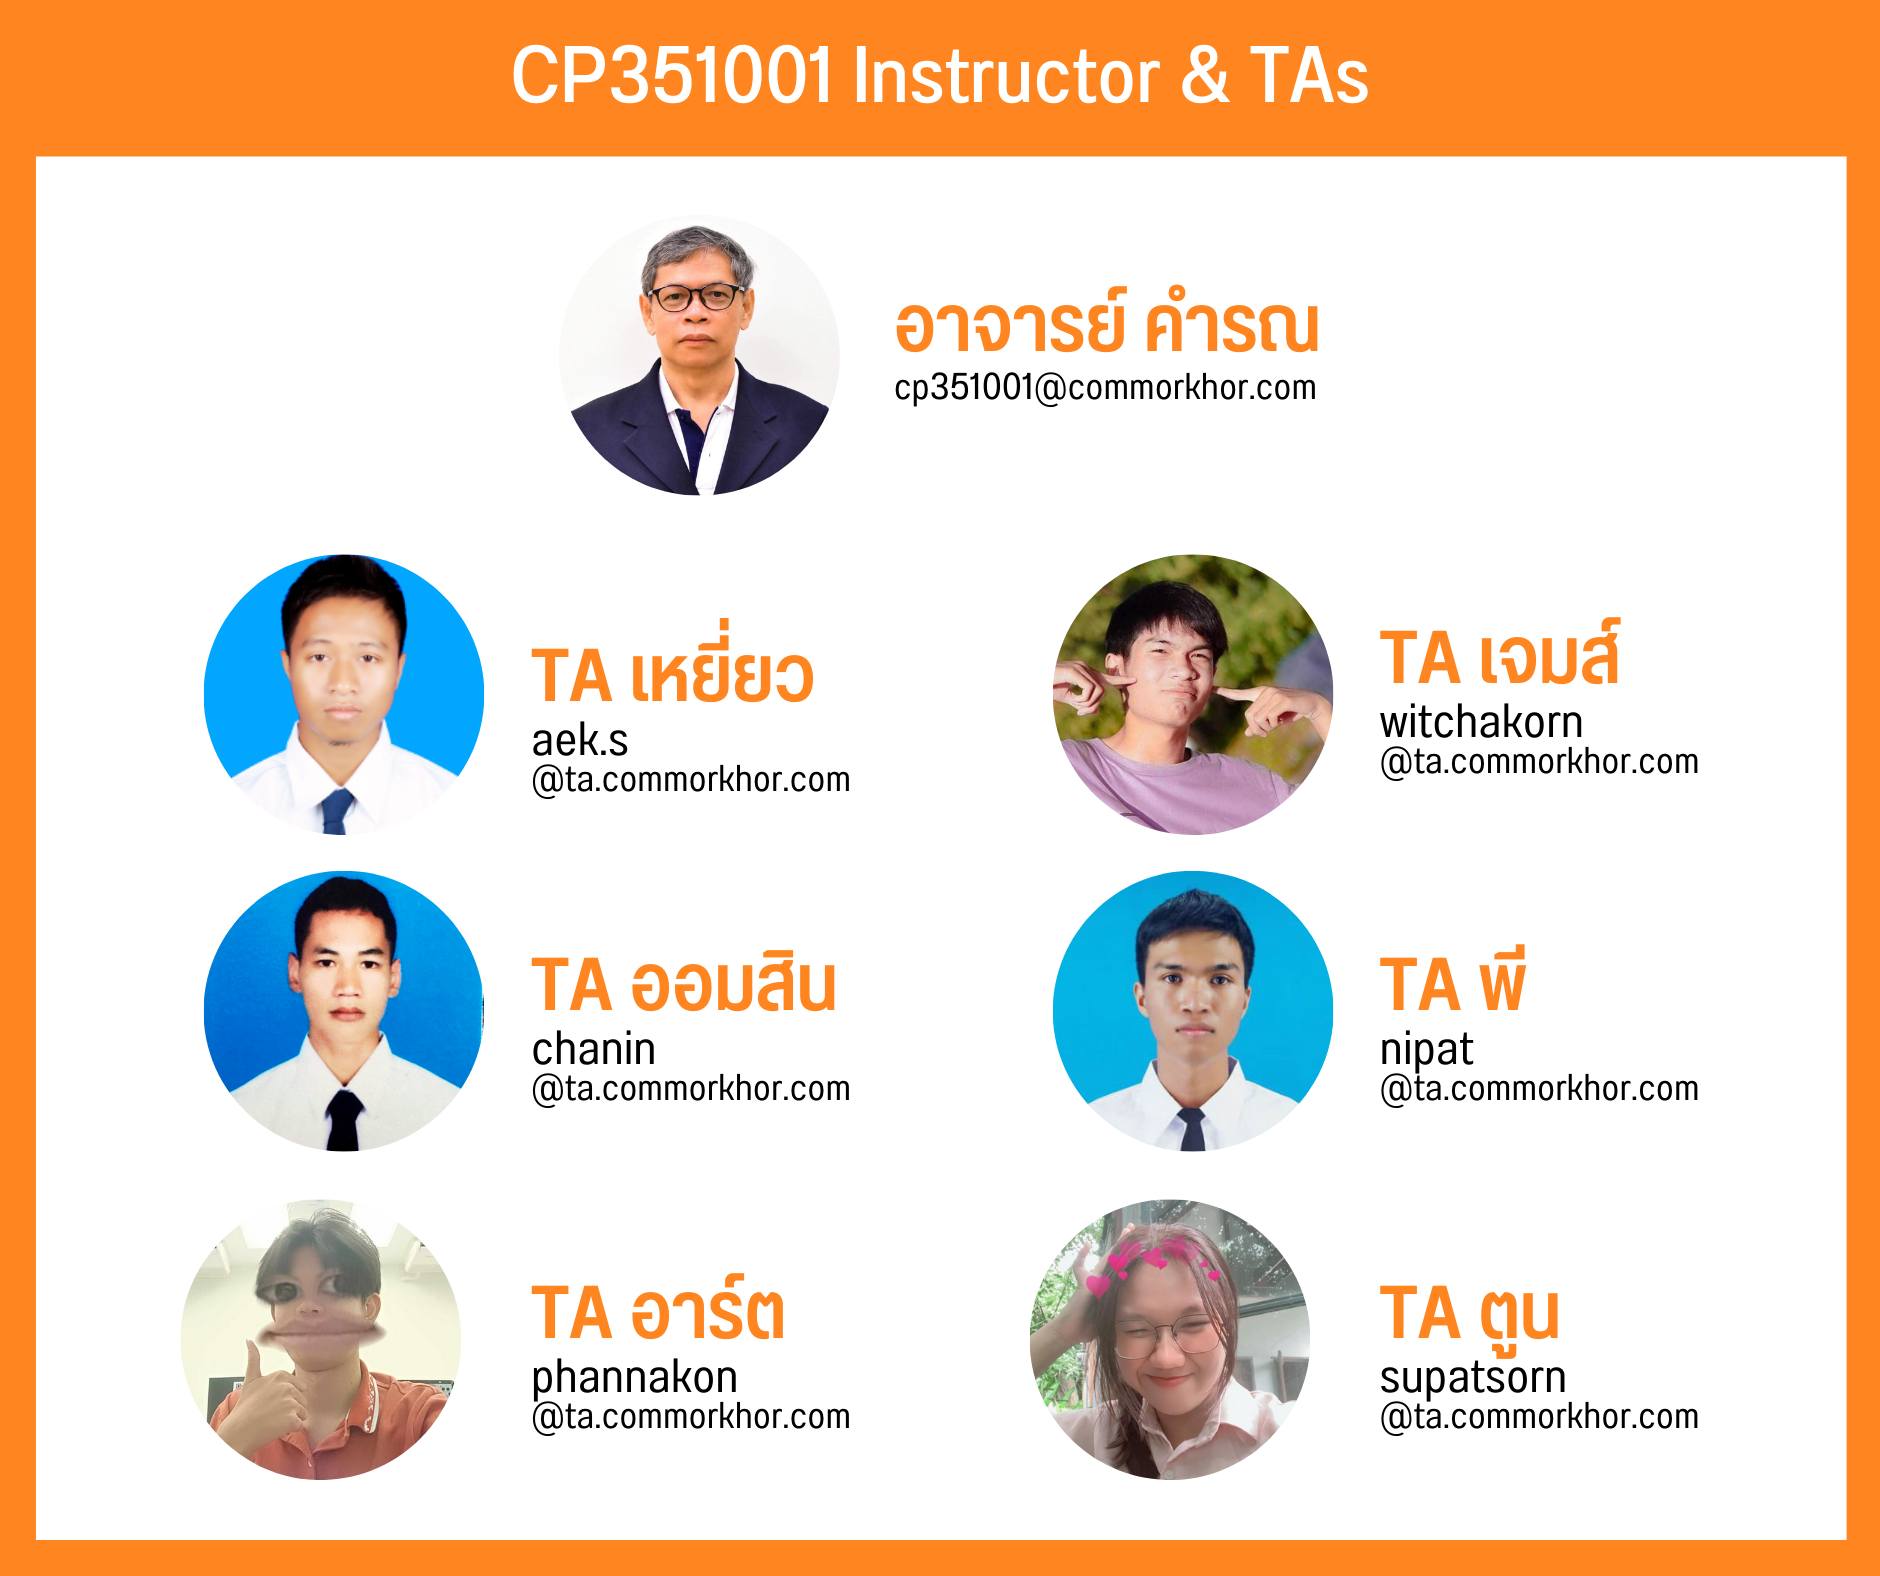 CP351001 Instructor & TAs
อาจารย์ คำรณ
cp351001@commorkhor.com
TA เหยี่ยว
aek.s
@ta.commorkhor.com
TA เจมส์
witchakorn
@ta.commorkhor.com
TA ออมสิน
chanin
@ta.commorkhor.com
TA พี
nipat
@ta.commorkhor.com
TA อาร์ต
phannakon
@ta.commorkhor.com
TA ตูน
supatsorn
@ta.commorkhor.com